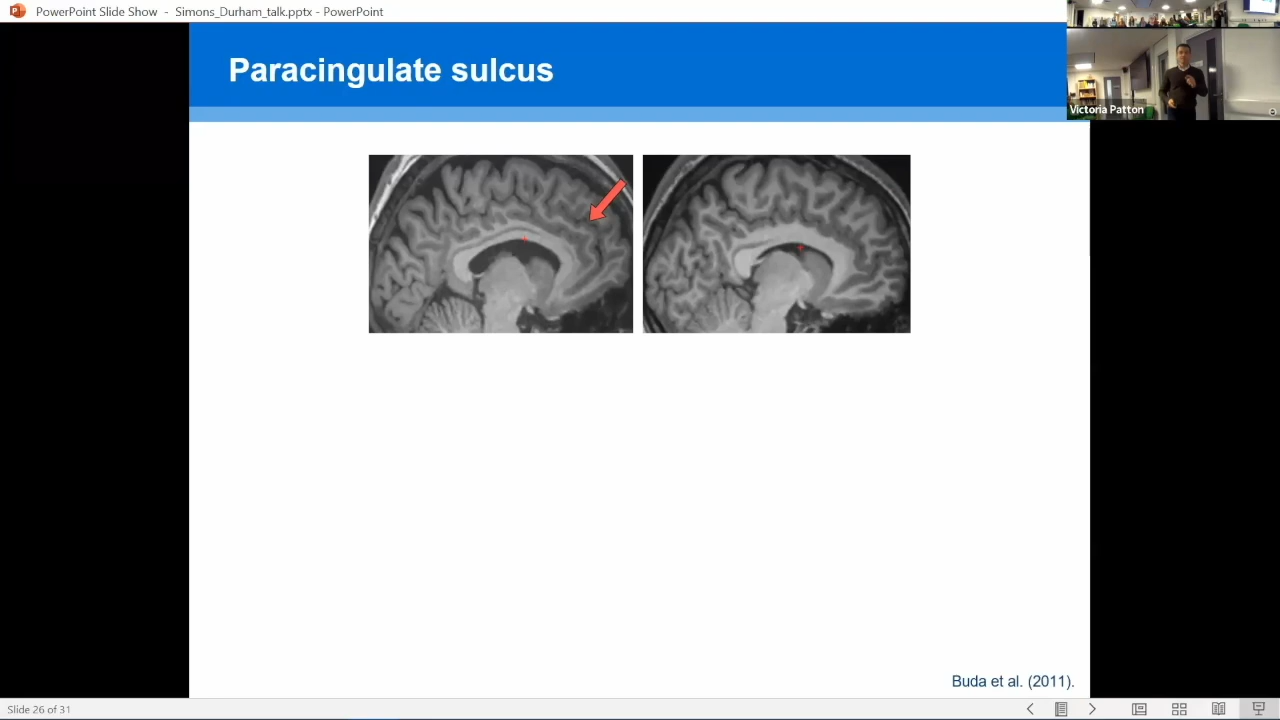 PowerPoint Slide Show - Simons_Durham_talk.pptx - PowerPoint
Paracingulate sulcus
Victoria Patton
Buda et al. (2011).
Slide 26 of 31